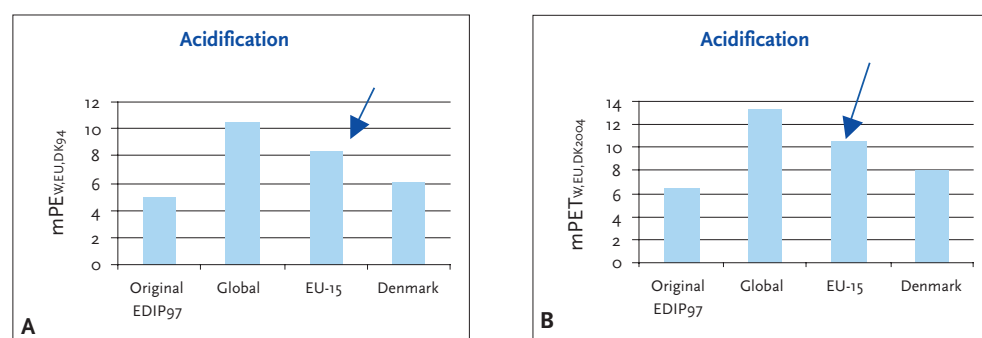 Acidification
mPEW,EU,DK94
12
10
8
6
4
2
0
Original
EDIP97
Global
EU-15
Denmark
A
Acidification
mPETW,EU,DK2004
14
12
10
8
6
4
2
0
Original
EDIP97
Global
EU-15
Denmark
B